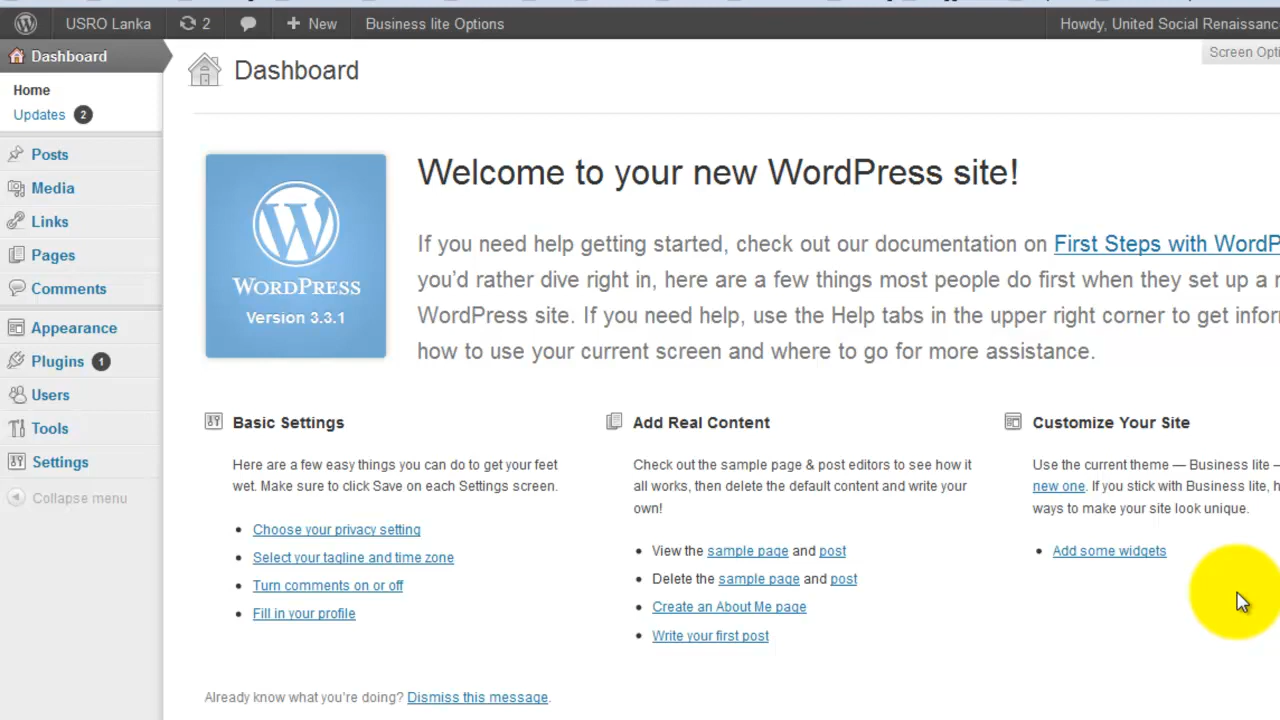 USRO Lanka 2 New Business lite Options Howdy, United Social Renaissance
Dashboard
Screen Opti
Home
Updates 2
Posts
Media
Links
Pages
Comments
Appearance
Plugins 1
Users
Tools
Settings
Collapse menu
Dashboard
WORDPRESS
Version 3.3.1
Welcome to your new WordPress site!
If you need help getting started, check out our documentation on First Steps with WordP
you'd rather dive right in, here are a few things most people do first when they set up a n
WordPress site. If you need help, use the Help tabs in the upper right corner to get infor
how to use your current screen and where to go for more assistance.
Basic Settings
Here are a few easy things you can do to get your feet
wet. Make sure to click Save on each Settings screen.
Choose your privacy setting
Select your tagline and time zone
Turn comments on or off
Fill in your profile
Add Real Content
Check out the sample page & post editors to see how it
all works, then delete the default content and write your
own!
View the sample page and post
Delete the sample page and post
Create an About Me page
Write your first post
Customize Your Site
Use the current theme — Business lite —
new one. If you stick with Business lite, h
ways to make your site look unique.
Add some widgets
Already know what you're doing? Dismiss this message.